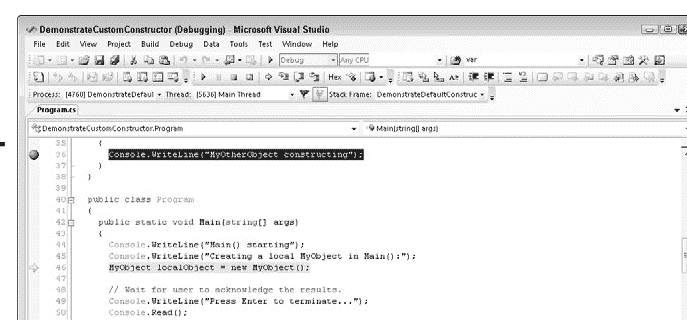 DemonstrateCustomConstructor (Debugging) - Microsoft Visual Studio
File Edit View Project Build Debug Data Tools Test Window Help
Debug Any CPU var
Hex
Process: [4760] DemonstrateDefaul Thread: [5636] Main Thread Stack Frame: DemonstrateDefaultConstruc
Program.cs
DemonstrateCustomConstructor.Program Main(string[] args)
35 {
36 Console.WriteLine("MyOtherObject constructing");
37 }
38 }
39
40 public class Program
41 {
42 public static void Main(string[] args)
43 {
44 Console.WriteLine("Main() starting");
45 Console.WriteLine("Creating a local MyObject in Main():");
46 MyObject localObject = new MyObject();
47
48 // Wait for user to acknowledge the results.
49 Console.WriteLine("Press Enter to terminate...");
50 Console.Read();